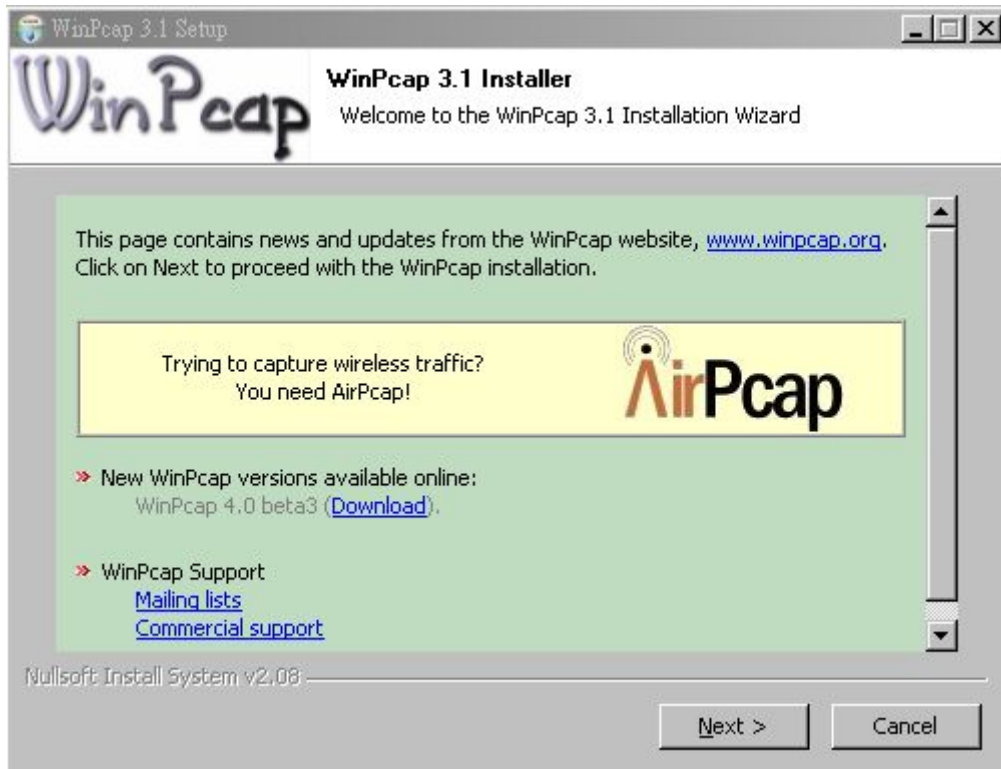 WinPcap 3.1 Setup
WinPcap
WinPcap 3.1 Installer
Welcome to the WinPcap 3.1 Installation Wizard
This page contains news and updates from the WinPcap website, www.winpcap.org.
Click on Next to proceed with the WinPcap installation.
Trying to capture wireless traffic?
You need AirPcap!
AirPcap
» New WinPcap versions available online:
WinPcap 4.0 beta3 (Download).
» WinPcap Support
Mailing lists
Commercial support
Nullsoft Install System v2.08
Next >
Cancel